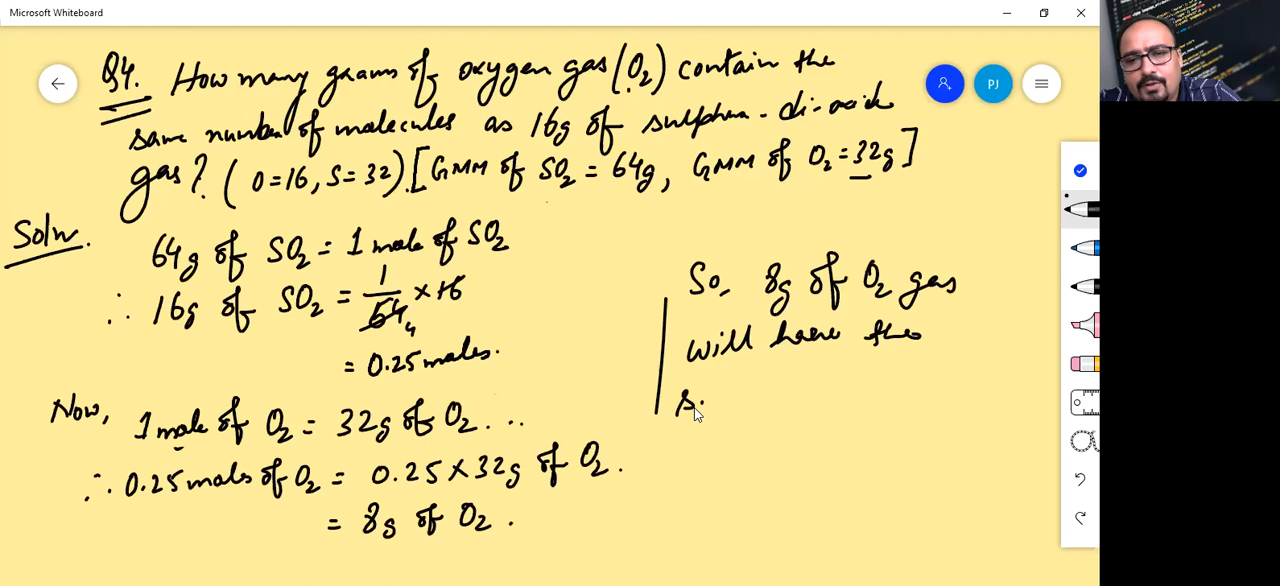 Microsoft Whiteboard
Q4. How many grams of oxygen gas (O₂) contain the
same number of molecules as 16g of sulphur-di-oxide
gas? (O=16, S=32). [GMM of SO₂ = 64g, GMM of O₂ = 32g]
PJ
Soln.
64g of SO₂ = 1 mole of SO₂
∴ 16g of SO₂ = 1/64 × 16
4
= 0.25 moles.
Now, 1 mole of O₂ = 32g of O₂...
∴ 0.25 moles of O₂ = 0.25 × 32g of O₂.
= 8g of O₂.
So, 8g of O₂ gas
will have the
s